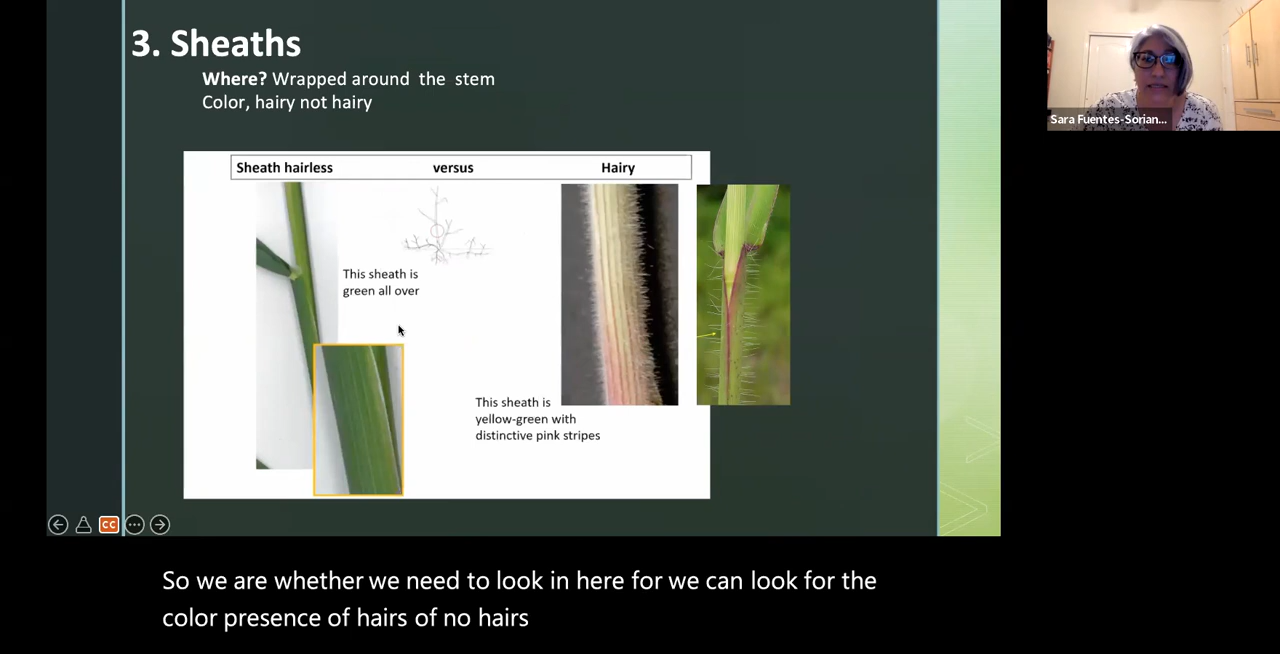 3. Sheaths
Where? Wrapped around the stem
Color, hairy not hairy
Sara Fuentes-Sorian...
Sheath hairless versus Hairy
This sheath is
green all over
This sheath is
yellow-green with
distinctive pink stripes
CC
So we are whether we need to look in here for we can look for the
color presence of hairs of no hairs